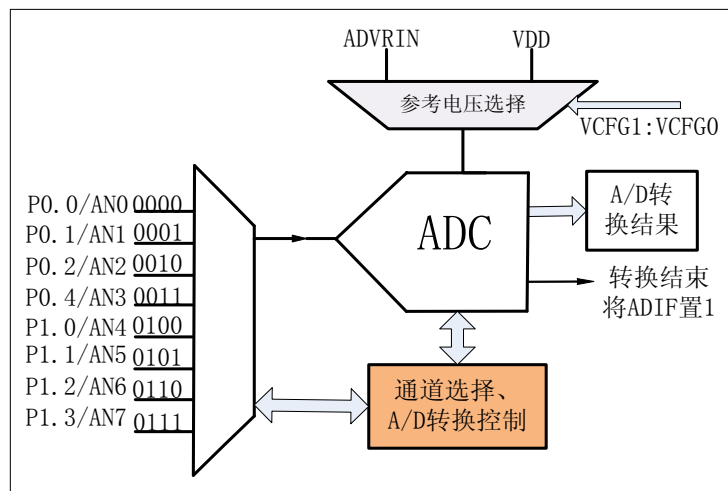 ADVRIN VDD
参考电压选择
VCFG1:VCFG0
P0.0/AN0 0000
P0.1/AN1 0001
P0.2/AN2 0010
P0.4/AN3 0011
P1.0/AN4 0100
P1.1/AN5 0101
P1.2/AN6 0110
P1.3/AN7 0111
ADC
A/D转
换结果
转换结束
将ADIF置1
通道选择、
A/D转换控制